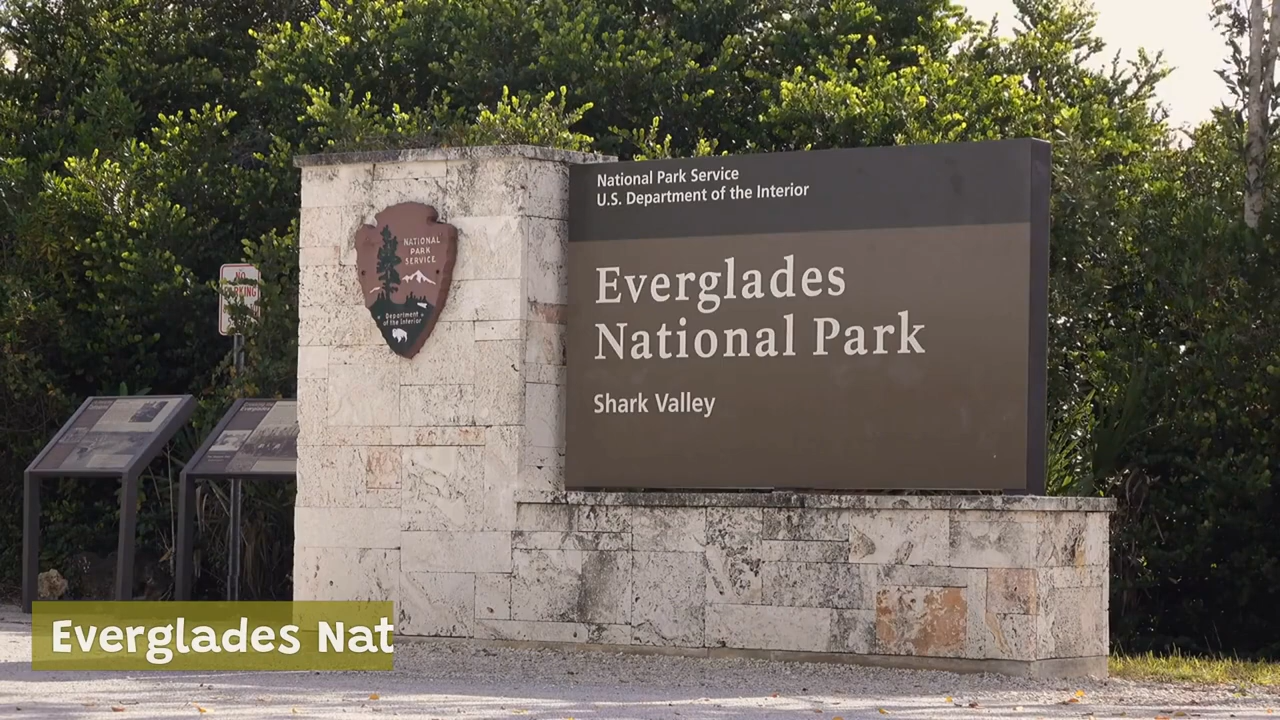 National Park Service
U.S. Department of the Interior
Everglades
National Park
Shark Valley
NATIONAL
PARK
SERVICE
Department
of the Interior
NO
PARKING
Everglades Nat